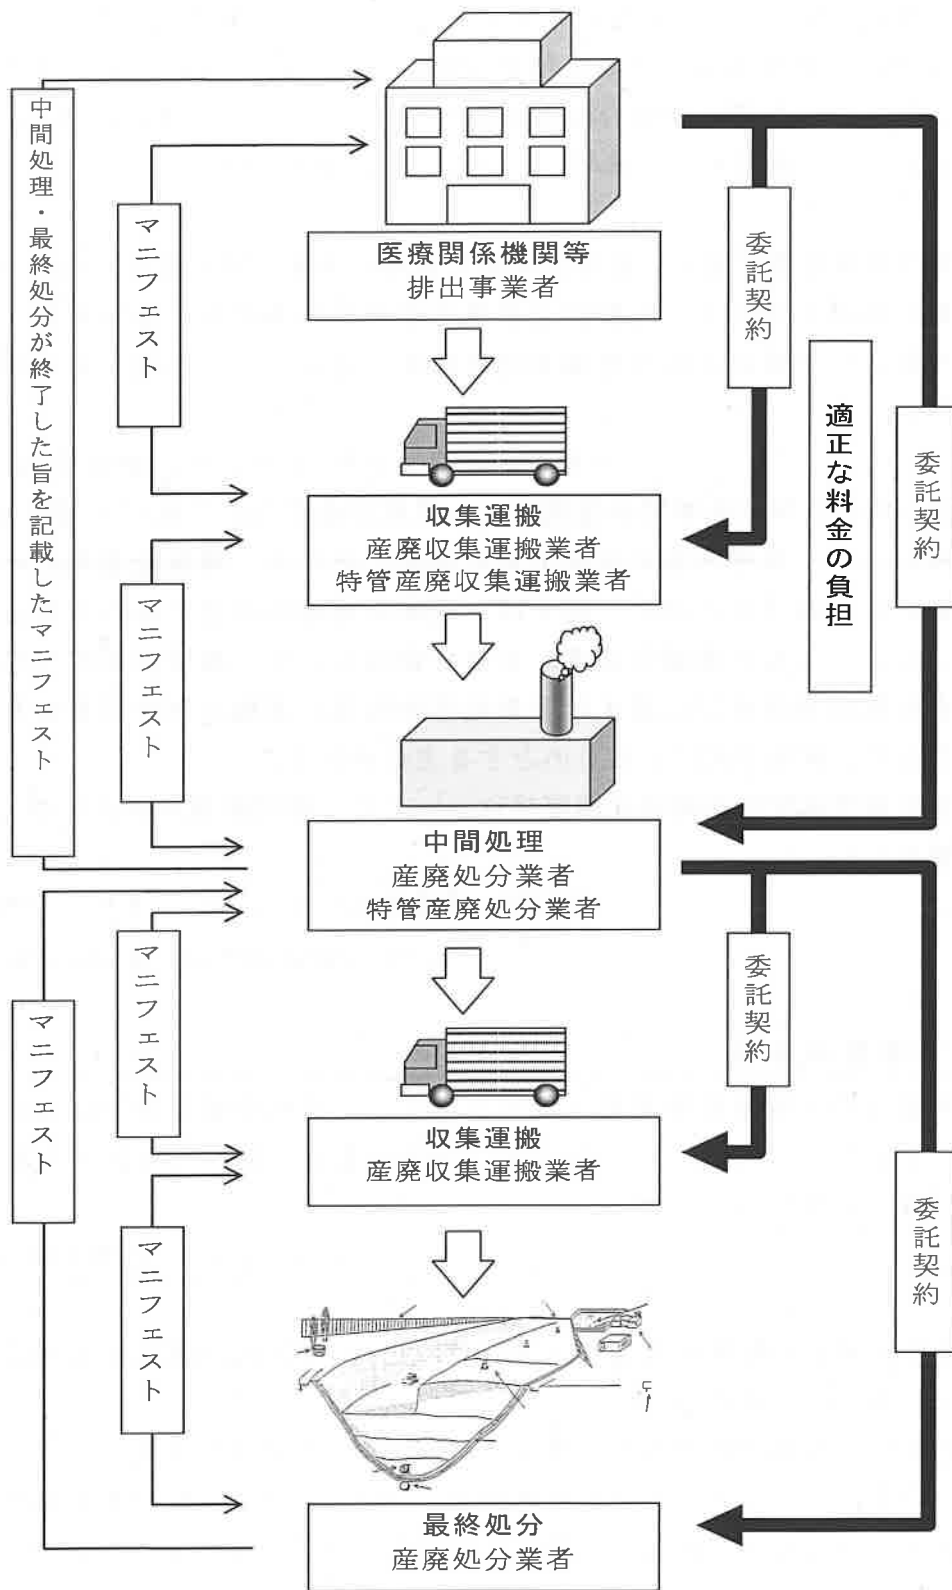 中間処理・最終処分が終了した旨を記載したマニフェスト
マニフェスト
医療関係機関等
排出事業者
委託契約
適正な料金の負担
委託契約
収集運搬
産廃収集運搬業者
特管産廃収集運搬業者
マニフェスト
中間処理
産廃処分業者
特管産廃処分業者
マニフェスト
マニフェスト
委託契約
収集運搬
産廃収集運搬業者
委託契約
マニフェスト
最終処分
産廃処分業者